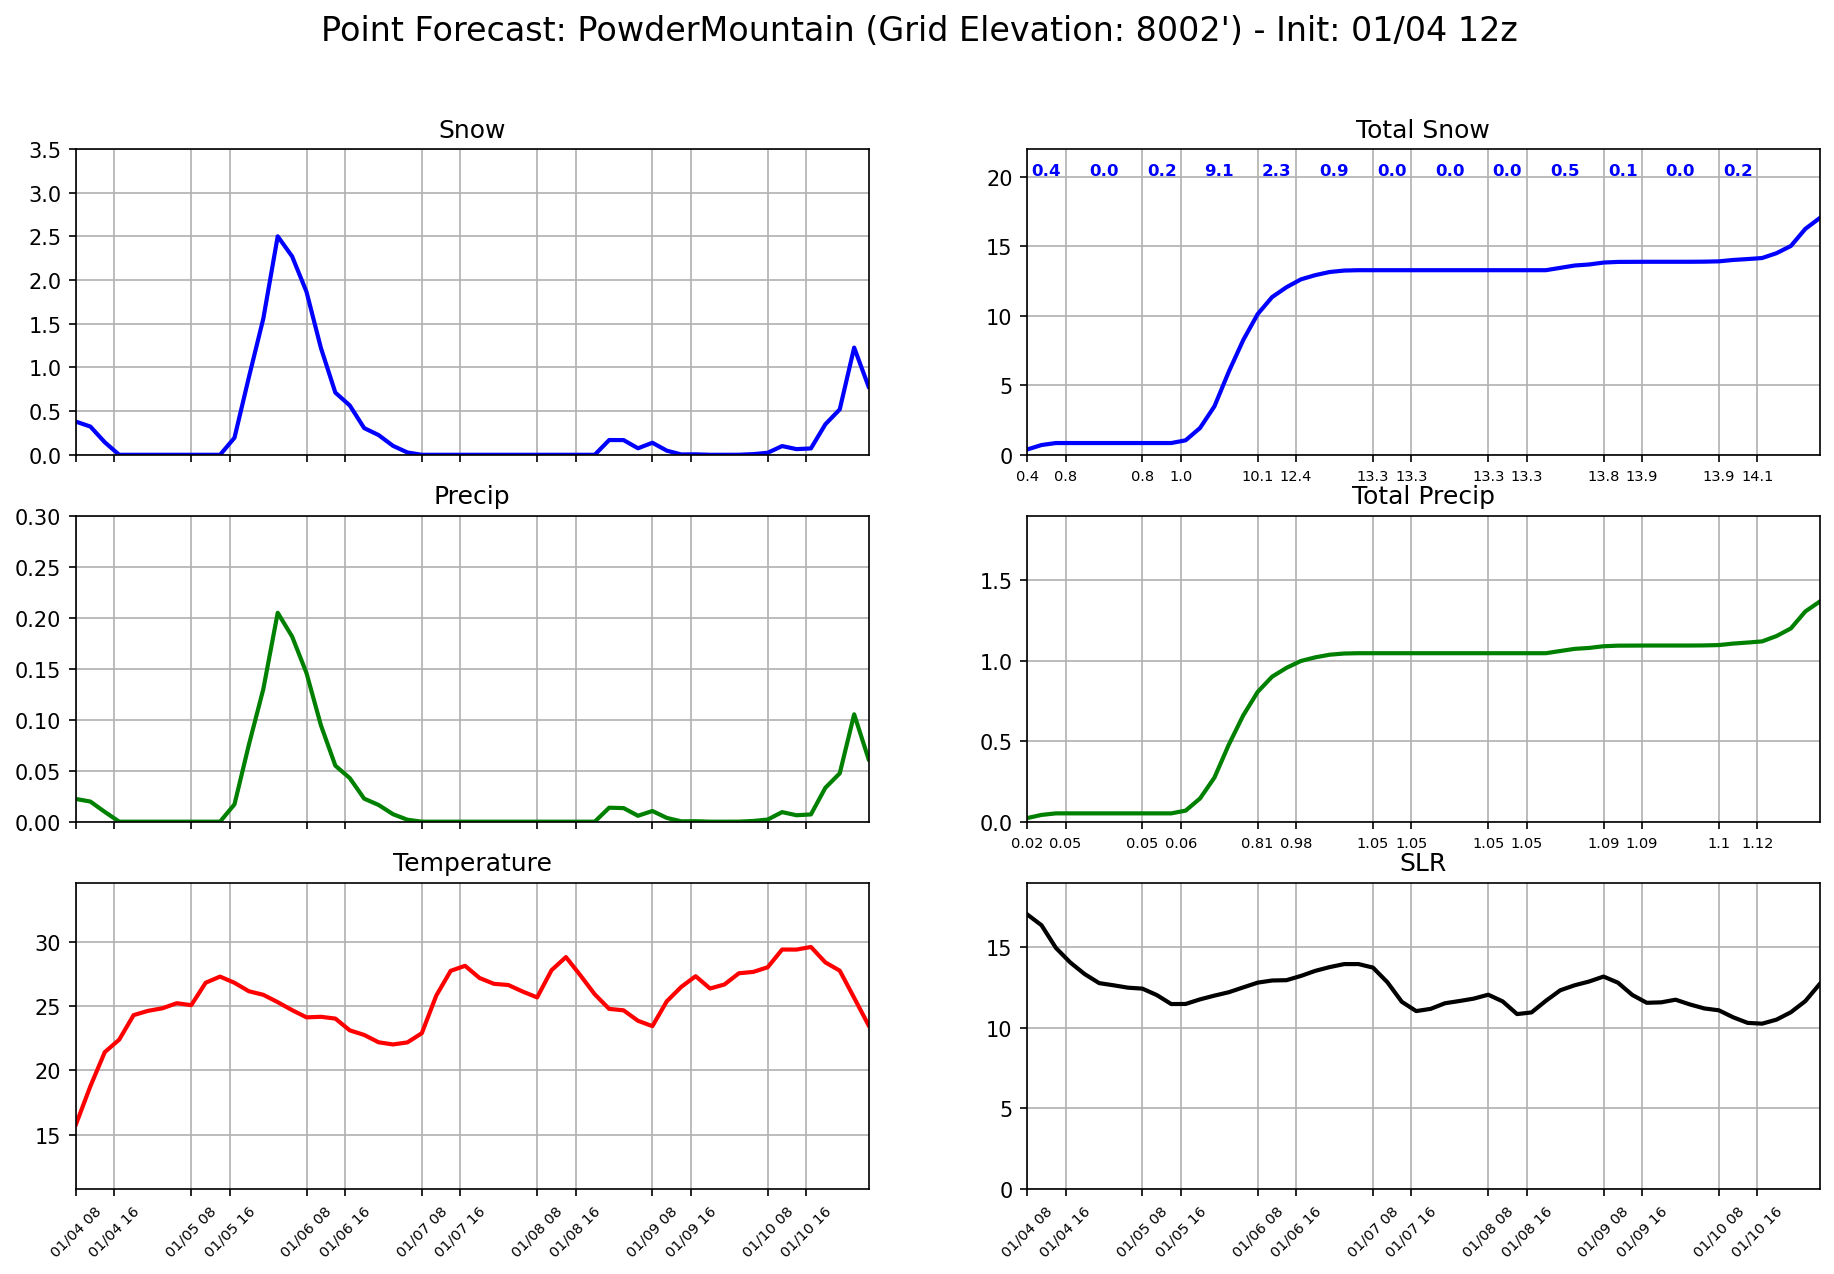 Point Forecast: PowderMountain (Grid Elevation: 8002') - Init: 01/04 12z
Snow
3.5
3.0
2.5
2.0
1.5
1.0
0.5
0.0
Total Snow
0.4 0.0 0.2 9.1 2.3 0.9 0.0 0.0 0.0 0.5 0.1 0.0 0.2
20
15
10
5
0
0.4 0.8 0.8 1.0 10.1 12.4 13.3 13.3 13.3 13.3 13.8 13.9 13.9 14.1
Precip
0.30
0.25
0.20
0.15
0.10
0.05
0.00
Total Precip
1.5
1.0
0.5
0.0
0.02 0.05 0.05 0.06 0.81 0.98 1.05 1.05 1.05 1.05 1.09 1.09 1.1 1.12
Temperature
30
25
20
15
01/04 08 01/04 16 01/05 08 01/05 16 01/06 08 01/06 16 01/07 08 01/07 16 01/08 08 01/08 16 01/09 08 01/09 16 01/10 08 01/10 16
SLR
15
10
5
0
01/04 08 01/04 16 01/05 08 01/05 16 01/06 08 01/06 16 01/07 08 01/07 16 01/08 08 01/08 16 01/09 08 01/09 16 01/10 08 01/10 16